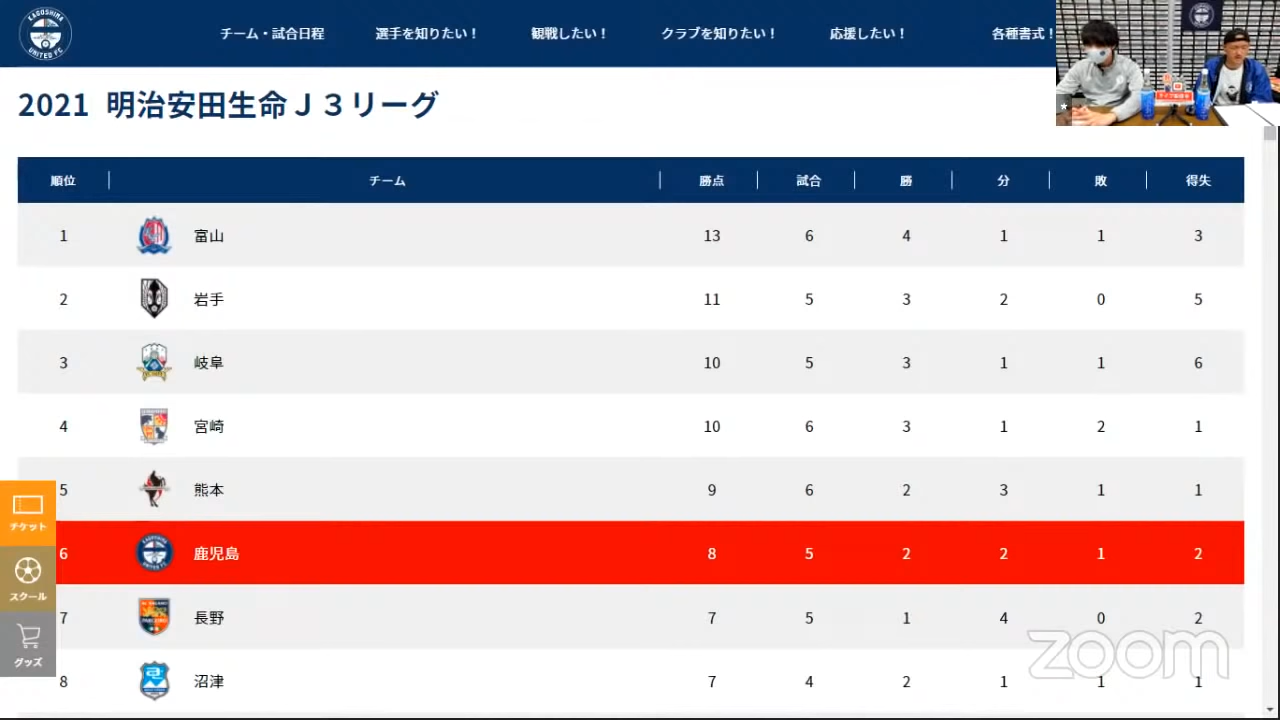 KAGOSHIMA
UNITED FC
チーム・試合日程 選手を知りたい！ 観戦したい！ クラブを知りたい！ 応援したい！ 各種書式！
2021 明治安田生命Ｊ３リーグ
順位 チーム 勝点 試合 勝 分 敗 得失
1 富山 13 6 4 1 1 3
2 岩手 11 5 3 2 0 5
3 岐阜 10 5 3 1 1 6
4 宮崎 10 6 3 1 2 1
5 熊本 9 6 2 3 1 1
6 鹿児島 8 5 2 2 1 2
7 長野 7 5 1 4 0 2
8 沼津 7 4 2 1 1 1
チケット
スクール
グッズ
zoom